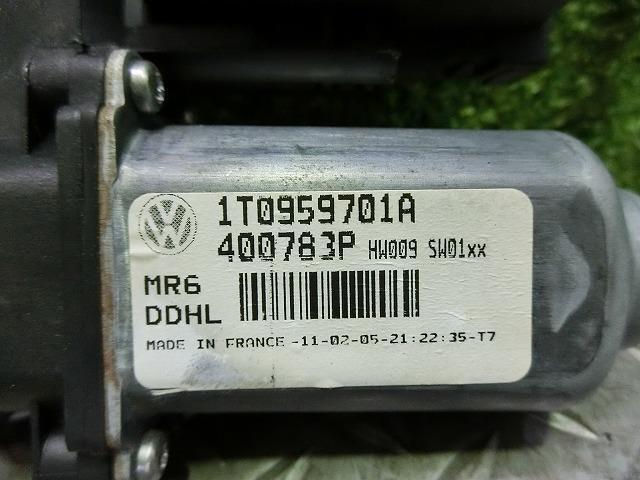 1T0959701A
400783P HW009 SW01xx
MR6
DDHL
MADE IN FRANCE -11-02-05-21:22:35-T7